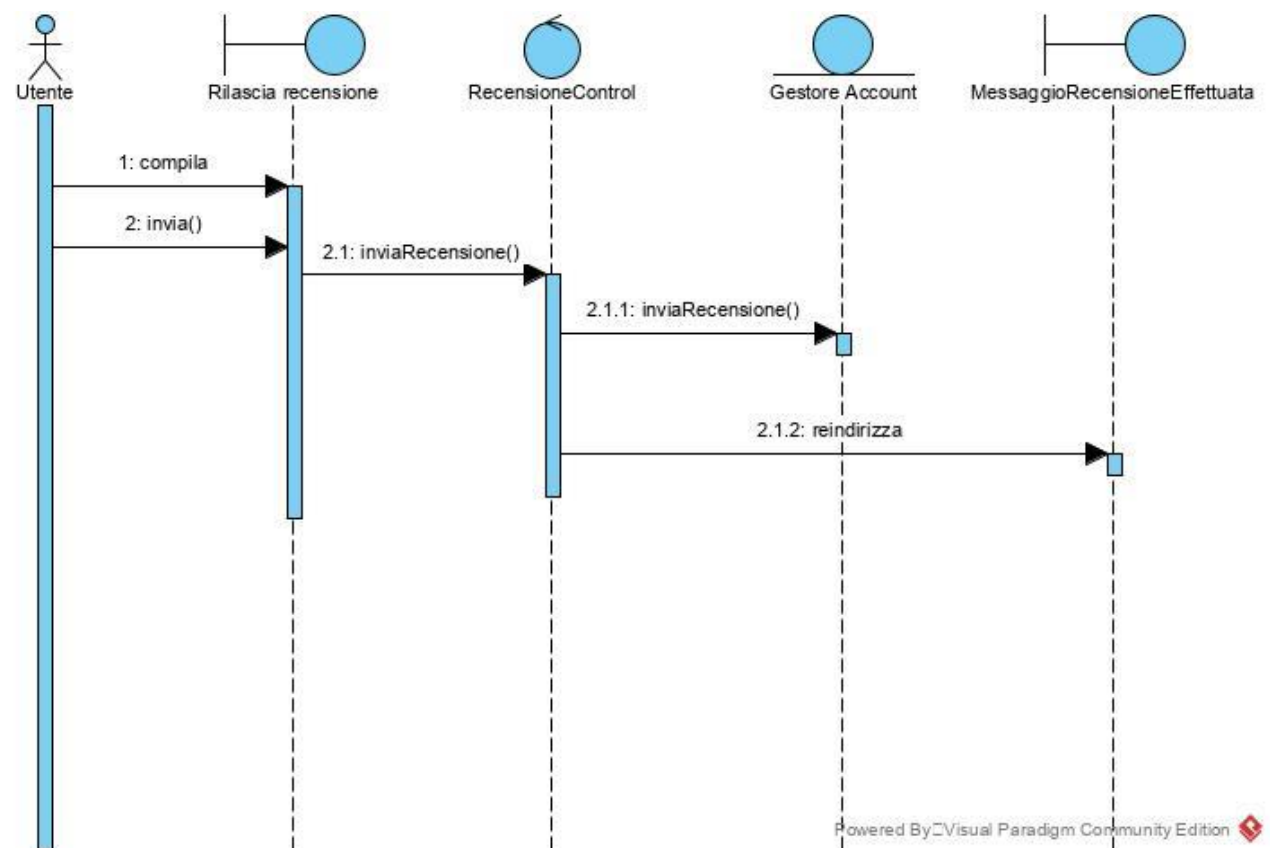 Utente
Rilascia recensione
RecensioneControl
Gestore Account
MessaggioRecensioneEffettuata
1: compila
2: invia()
2.1: inviaRecensione()
2.1.1: inviaRecensione()
2.1.2: reindirizza
Powered By Visual Paradigm Community Edition